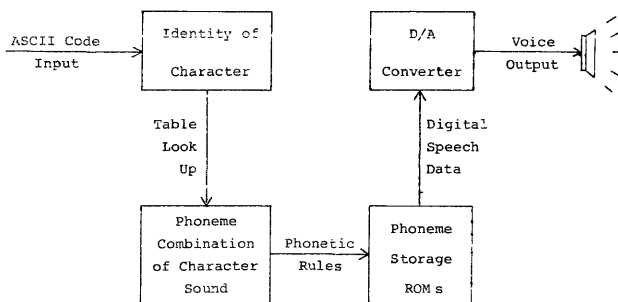 ASCII Code
Input
Identity of
Character
Table
Look
Up
Phoneme
Combination
of Character
Sound
Phonetic
Rules
Phoneme
Storage
ROMs
Digital
Speech
Data
D/A
Converter
Voice
Output